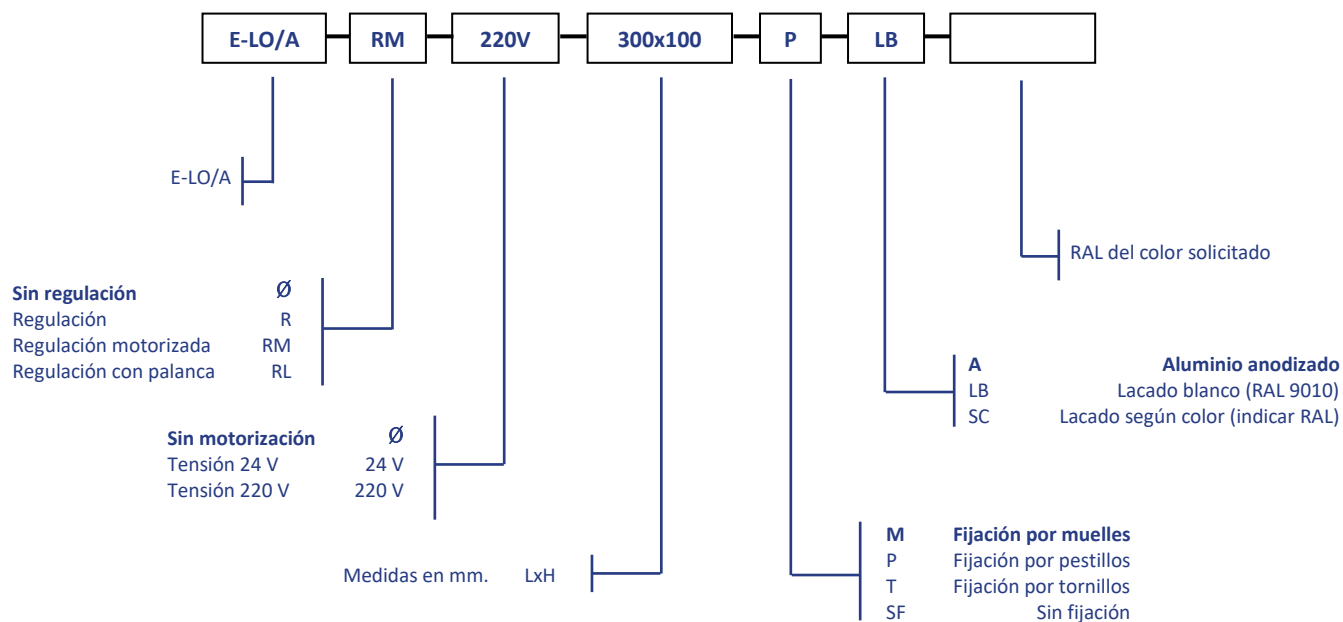 E-LO/A RM 220V 300x100 P LB
E-LO/A
RAL del color solicitado
Sin regulación Ø
Regulación R
Regulación motorizada RM
Regulación con palanca RL
A Aluminio anodizado
LB Lacado blanco (RAL 9010)
SC Lacado según color (indicar RAL)
Sin motorización Ø
Tensión 24 V 24 V
Tensión 220 V 220 V
M Fijación por muelles
P Fijación por pestillos
T Fijación por tornillos
SF Sin fijación
Medidas en mm. LxH